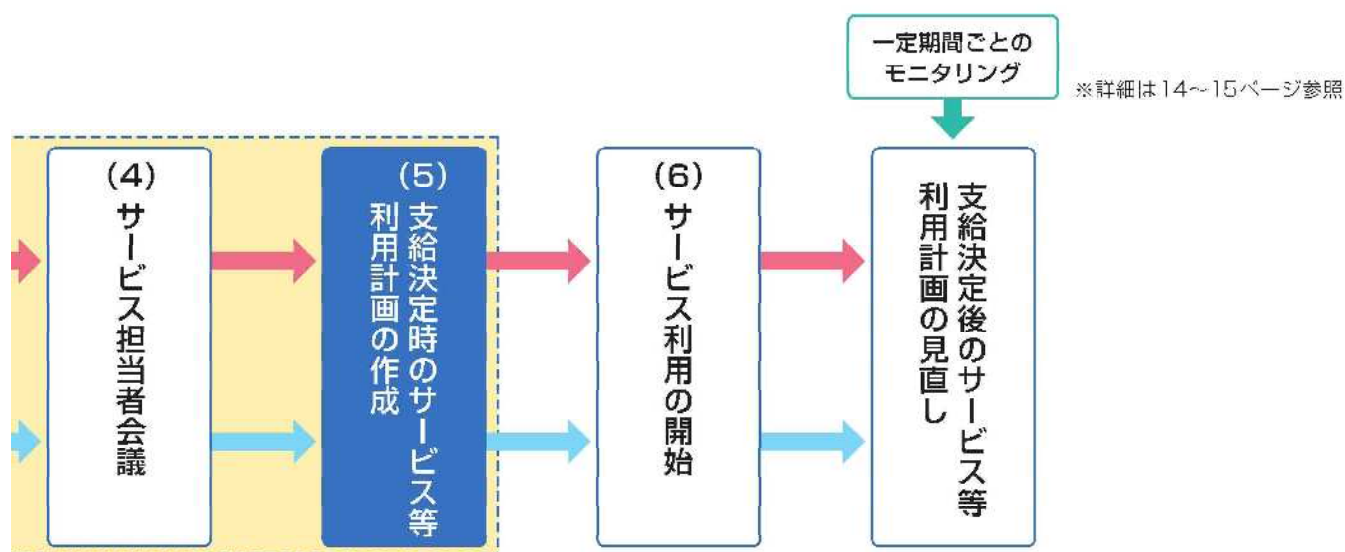 一定期間ごとの
モニタリング
※詳細は14～15ページ参照
(4)
サービス担当者会議
(5)
支給決定時のサービス等
利用計画の作成
(6)
サービス利用の開始
支給決定後のサービス等
利用計画の見直し